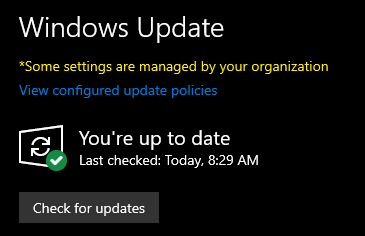 Windows Update
*Some settings are managed by your organization
View configured update policies
You're up to date
Last checked: Today, 8:29 AM
Check for updates